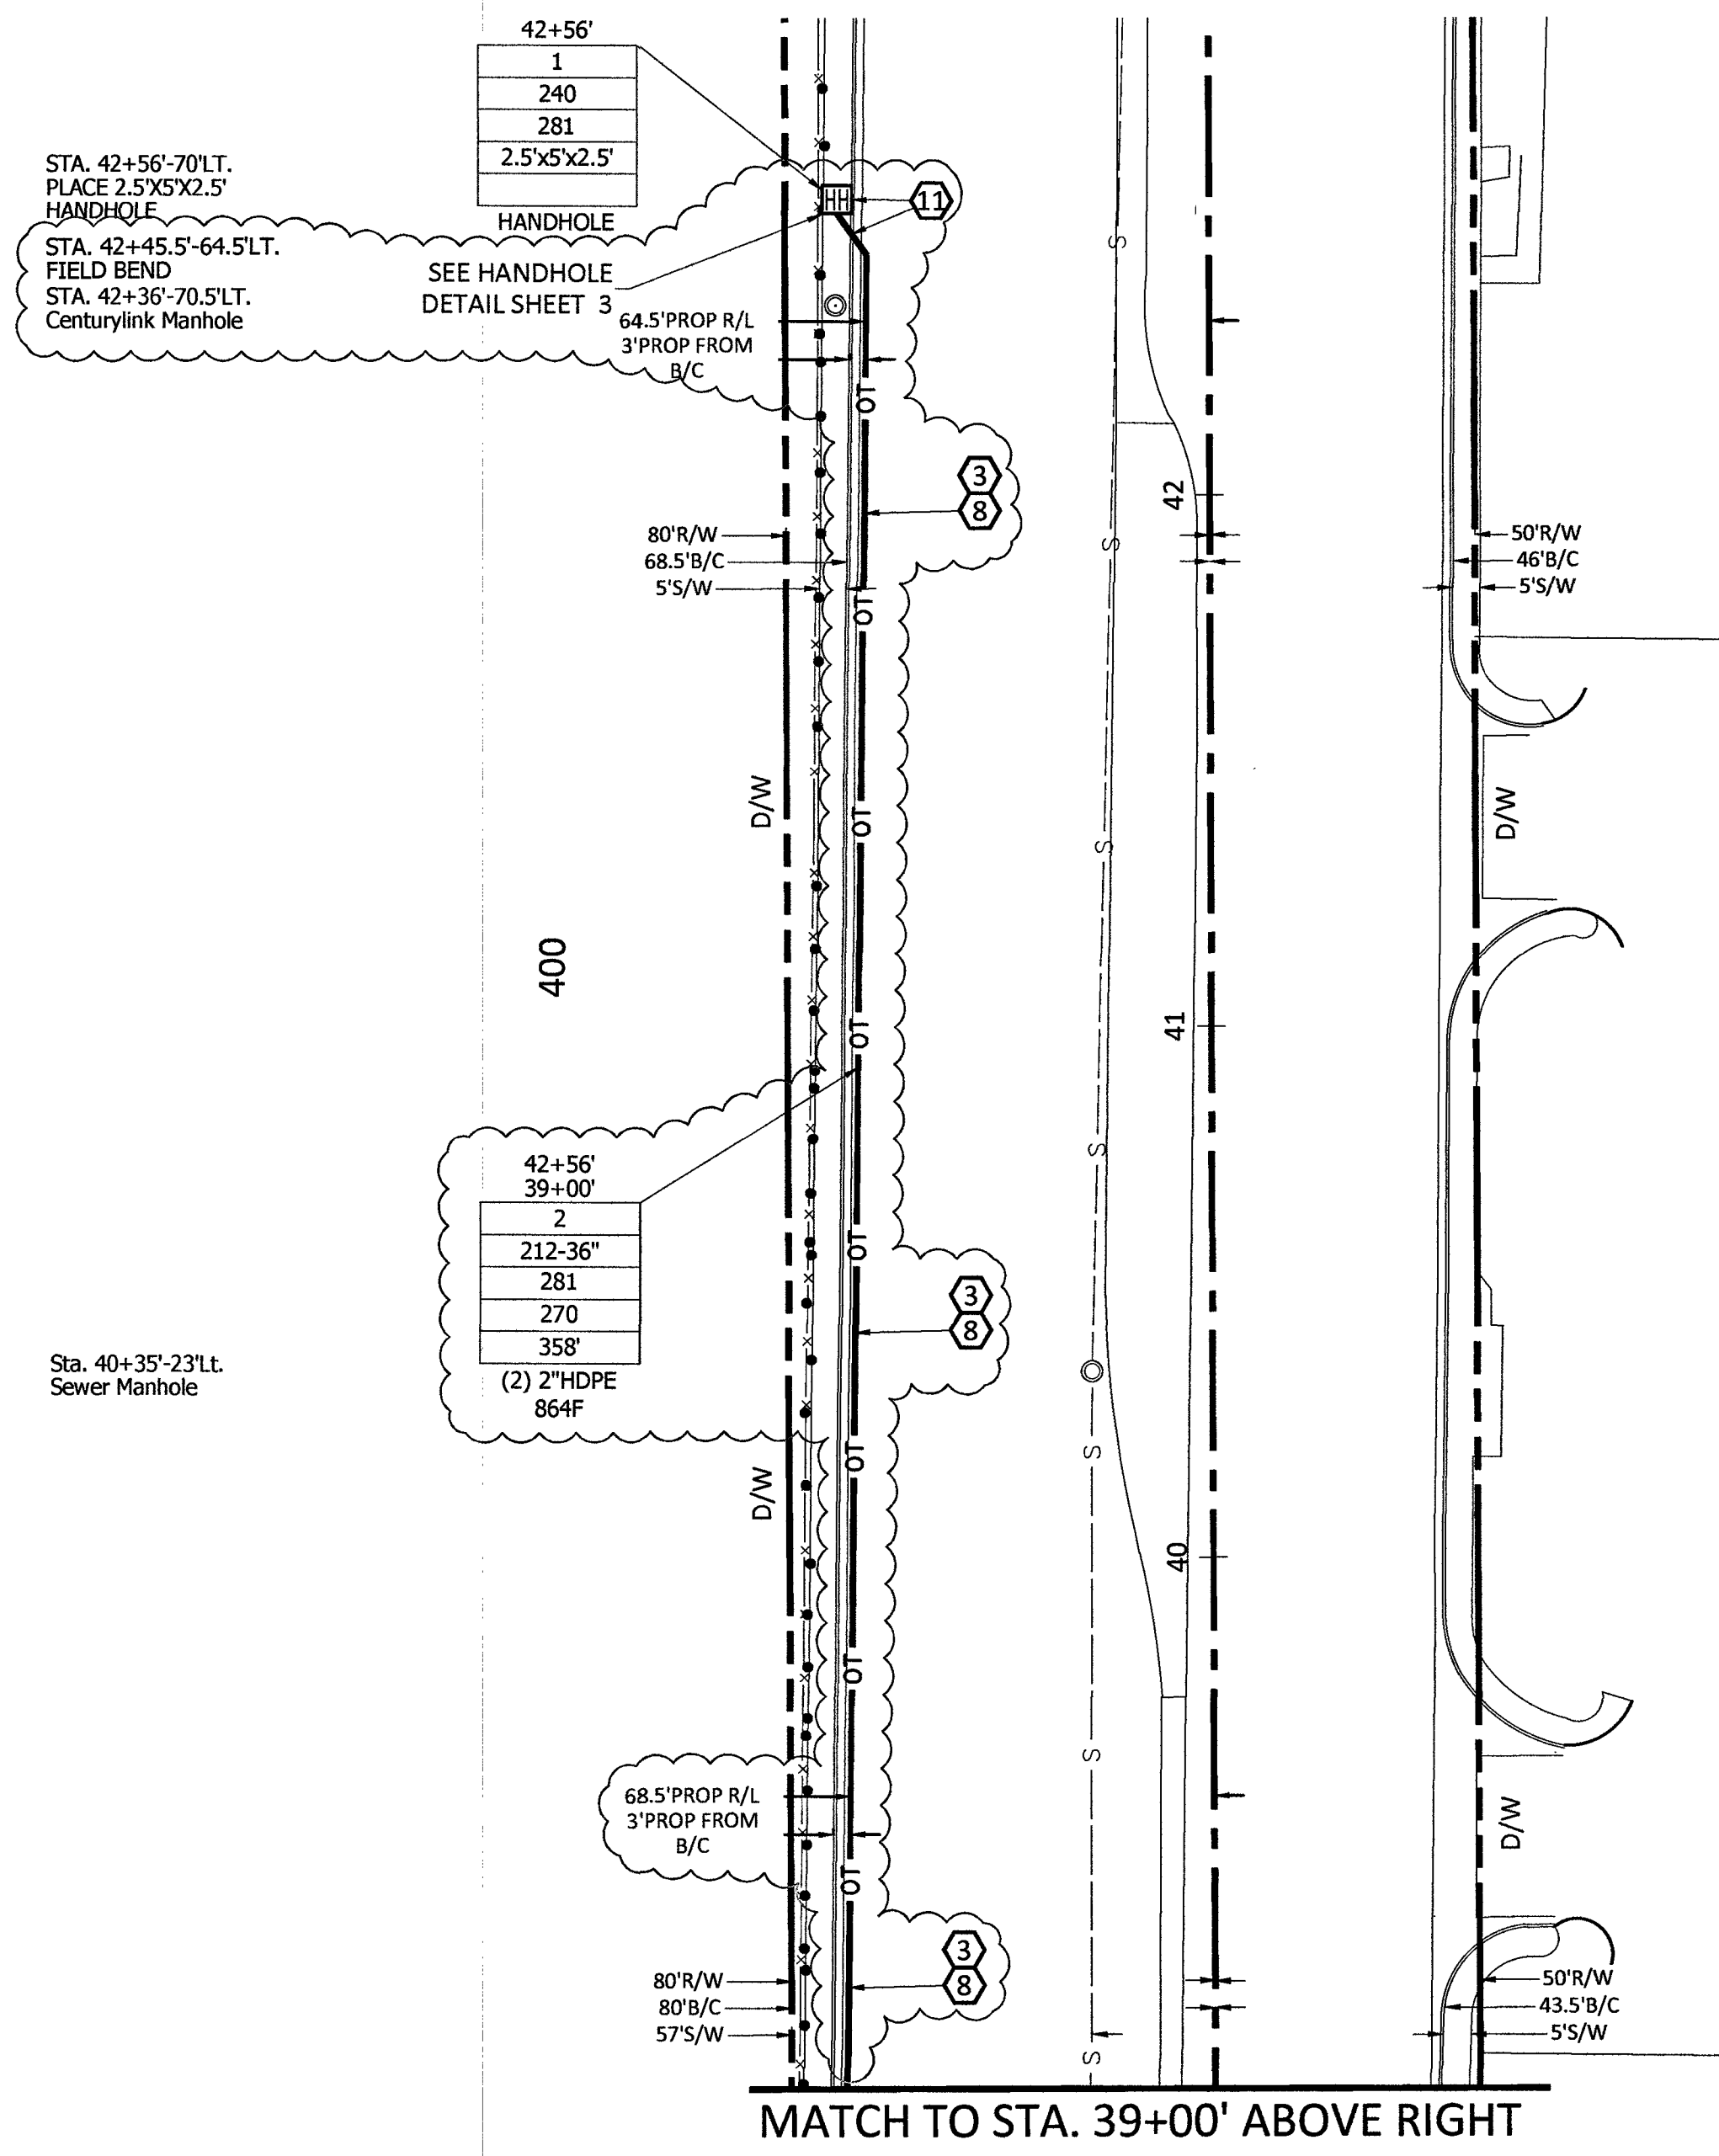 42+56'
1
240
281
2.5'x5'x2.5'
HANDHOLE
STA. 42+56'-70'LT.
PLACE 2.5'X5'X2.5'
HANDHOLE
STA. 42+45.5'-64.5'LT.
FIELD BEND
STA. 42+36'-70.5'LT.
Centurylink Manhole
SEE HANDHOLE
DETAIL SHEET 3
HH
11
64.5'PROP R/L
3'PROP FROM
B/C
OT
S
3
8
42
80'R/W
68.5'B/C
5'S/W
50'R/W
46'B/C
5'S/W
OT
S
D/W
OT
S
D/W
400
OT
41
S
42+56'
39+00'
2
212-36"
281
270
358'
(2) 2"HDPE
864F
OT
3
8
Sta. 40+35'-23'Lt.
Sewer Manhole
OT
S
D/W
40
OT
S
68.5'PROP R/L
3'PROP FROM
B/C
D/W
OT
3
8
80'R/W
80'B/C
57'S/W
S
50'R/W
43.5'B/C
5'S/W
MATCH TO STA. 39+00' ABOVE RIGHT